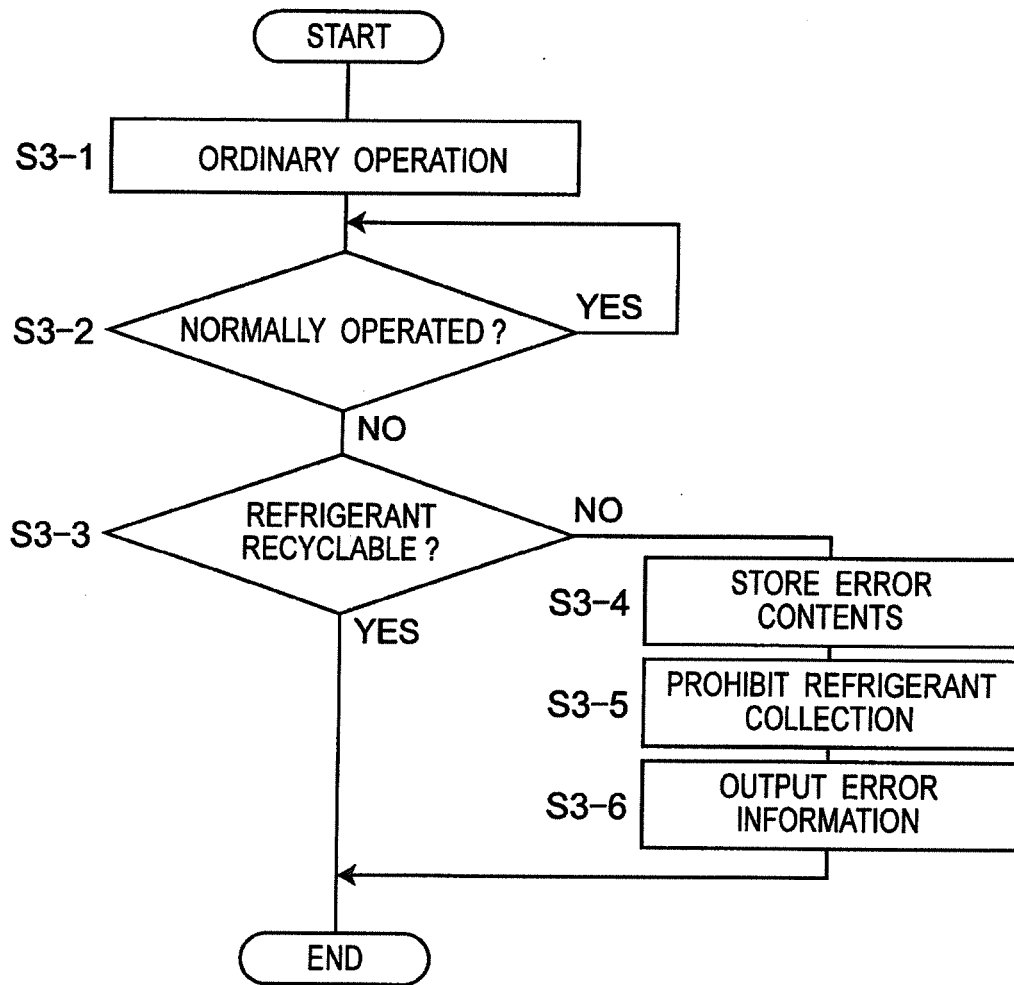 START
S3-1
ORDINARY OPERATION
S3-2
NORMALLY OPERATED ?
YES
NO
S3-3
REFRIGERANT
RECYCLABLE ?
NO
YES
S3-4
STORE ERROR
CONTENTS
S3-5
PROHIBIT REFRIGERANT
COLLECTION
S3-6
OUTPUT ERROR
INFORMATION
END